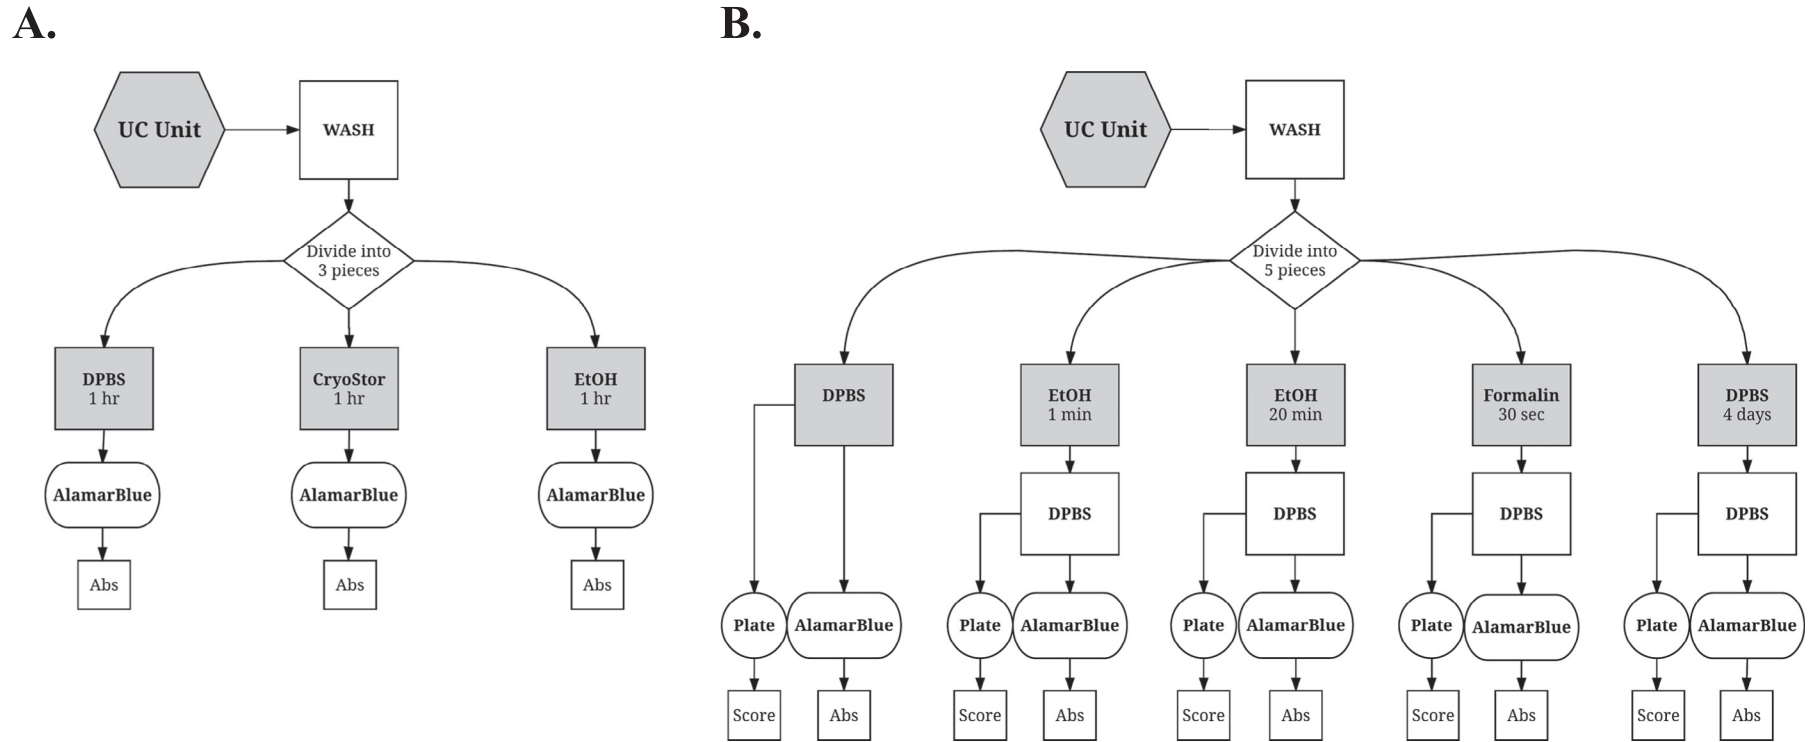 A.
UC Unit
WASH
Divide into
3 pieces
DPBS
1 hr
CryoStor
1 hr
EtOH
1 hr
AlamarBlue
AlamarBlue
AlamarBlue
Abs
Abs
Abs
B.
UC Unit
WASH
Divide into
5 pieces
DPBS
EtOH
1 min
EtOH
20 min
Formalin
30 sec
DPBS
4 days
DPBS
DPBS
DPBS
DPBS
Plate
AlamarBlue
Plate
AlamarBlue
Plate
AlamarBlue
Plate
AlamarBlue
Plate
AlamarBlue
Score
Abs
Score
Abs
Score
Abs
Score
Abs
Score
Abs